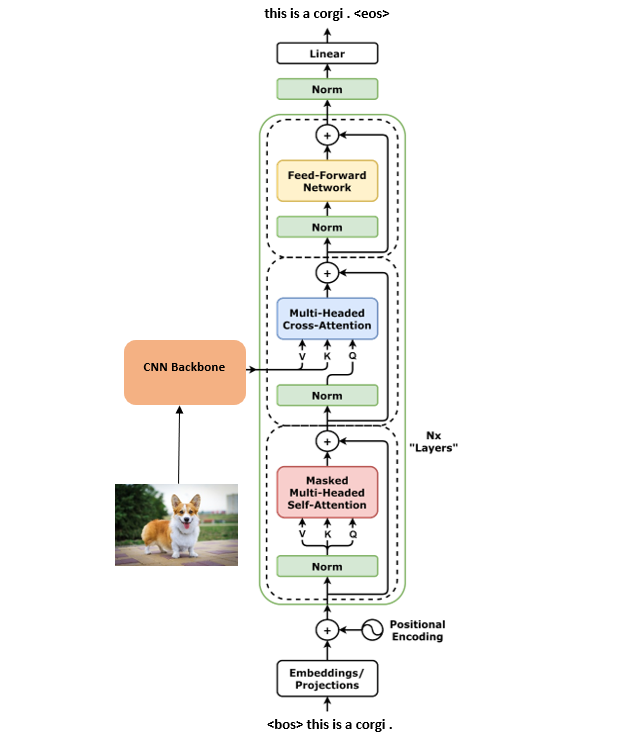 this is a corgi . <eos>
Linear
Norm
+
Feed-Forward
Network
Norm
+
Multi-Headed
Cross-Attention
V K Q
CNN Backbone
Norm
Nx
"Layers"
+
Masked
Multi-Headed
Self-Attention
V K Q
Norm
+
Positional
Encoding
Embeddings/
Projections
<bos> this is a corgi .